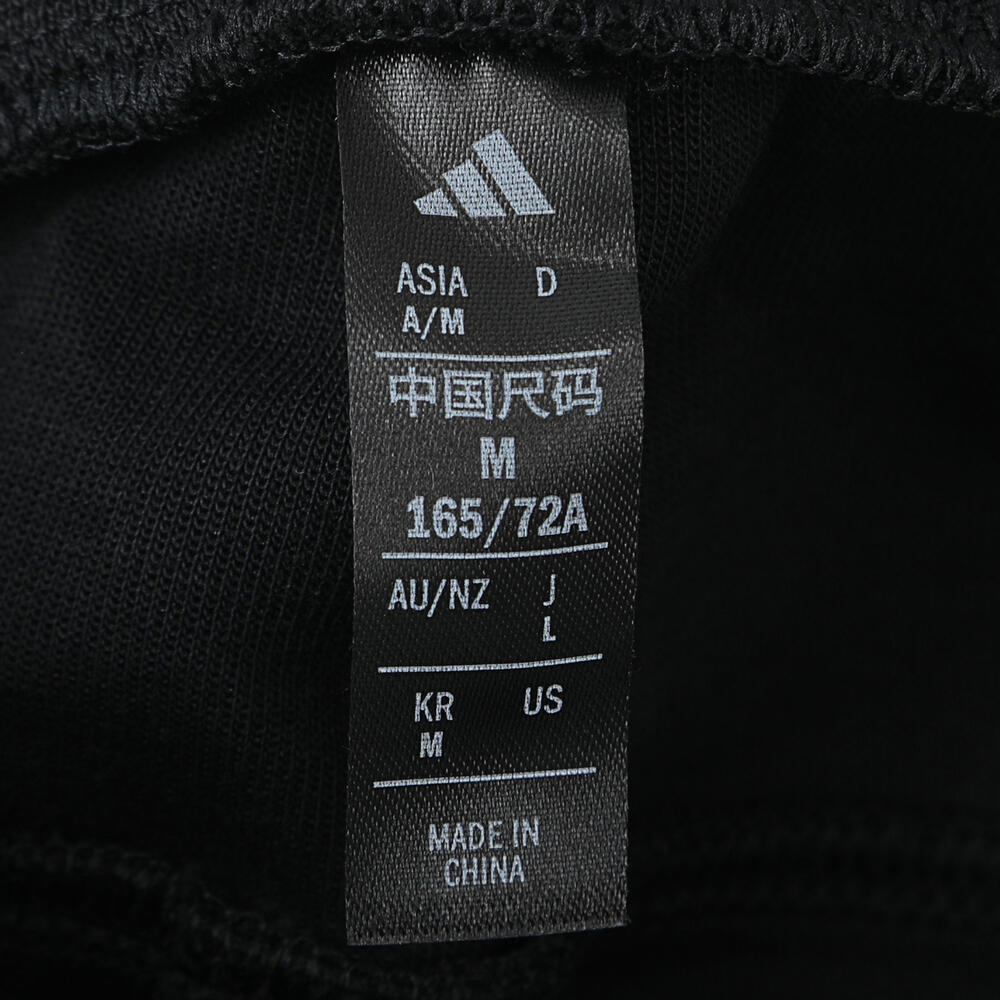 ASIA D
A/M
中国尺码
M
165/72A
AU/NZ J
L
KR US
M
MADE IN
CHINA